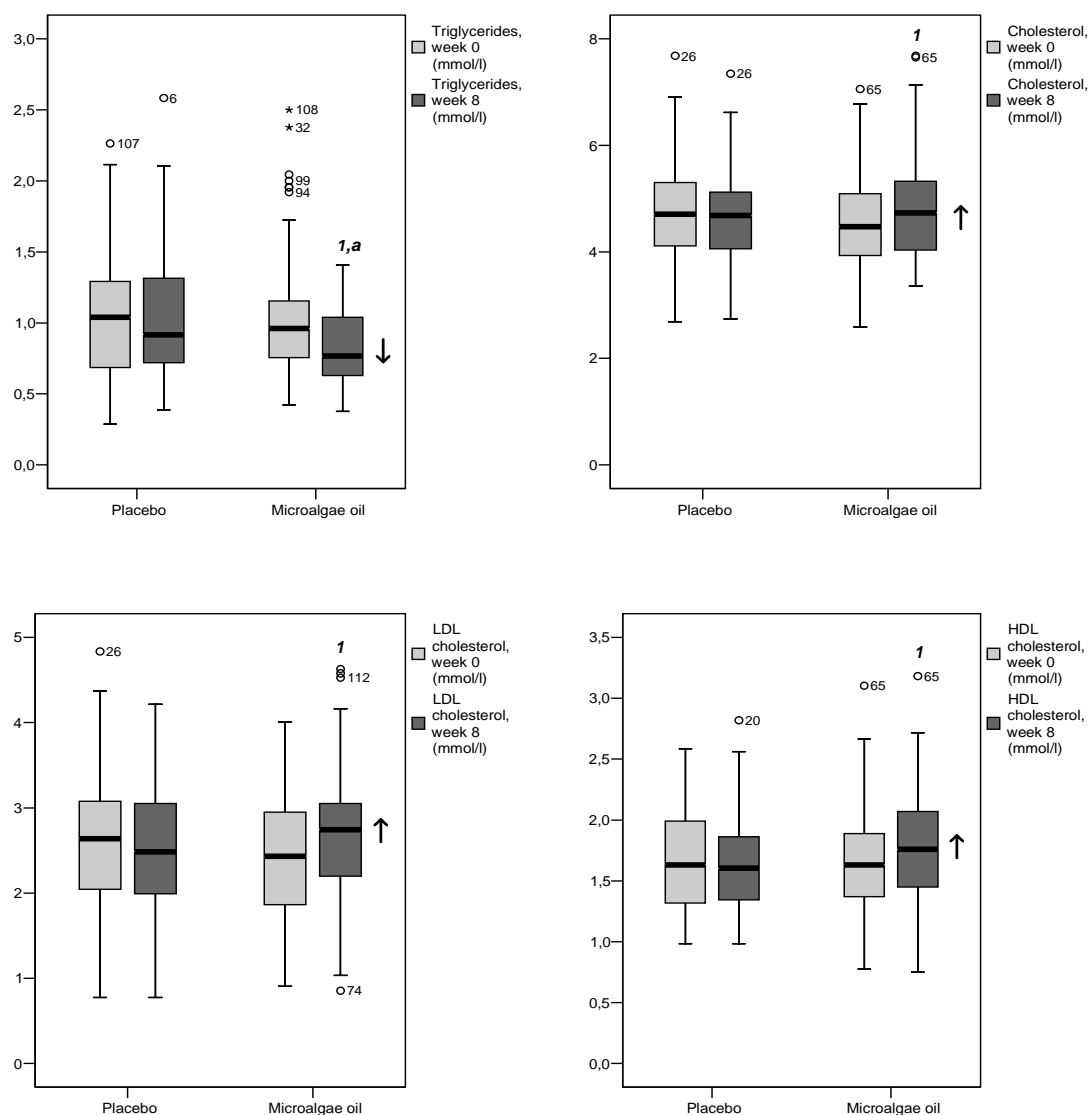 3,0
2,5
2,0
1,5
1,0
0,5
0,0
107
6
108
32
99
94
1,a
Placebo
Microalgae oil
Triglycerides,
week 0
(mmol/l)
Triglycerides,
week 8
(mmol/l)
8
6
4
2
0
26
26
65
1
65
Placebo
Microalgae oil
Cholesterol,
week 0
(mmol/l)
Cholesterol,
week 8
(mmol/l)
5
4
3
2
1
0
26
1
112
74
Placebo
Microalgae oil
LDL
cholesterol,
week 0
(mmol/l)
LDL
cholesterol,
week 8
(mmol/l)
3,5
3,0
2,5
2,0
1,5
1,0
0,5
0,0
20
65
1
65
Placebo
Microalgae oil
HDL
cholesterol,
week 0
(mmol/l)
HDL
cholesterol,
week 8
(mmol/l)